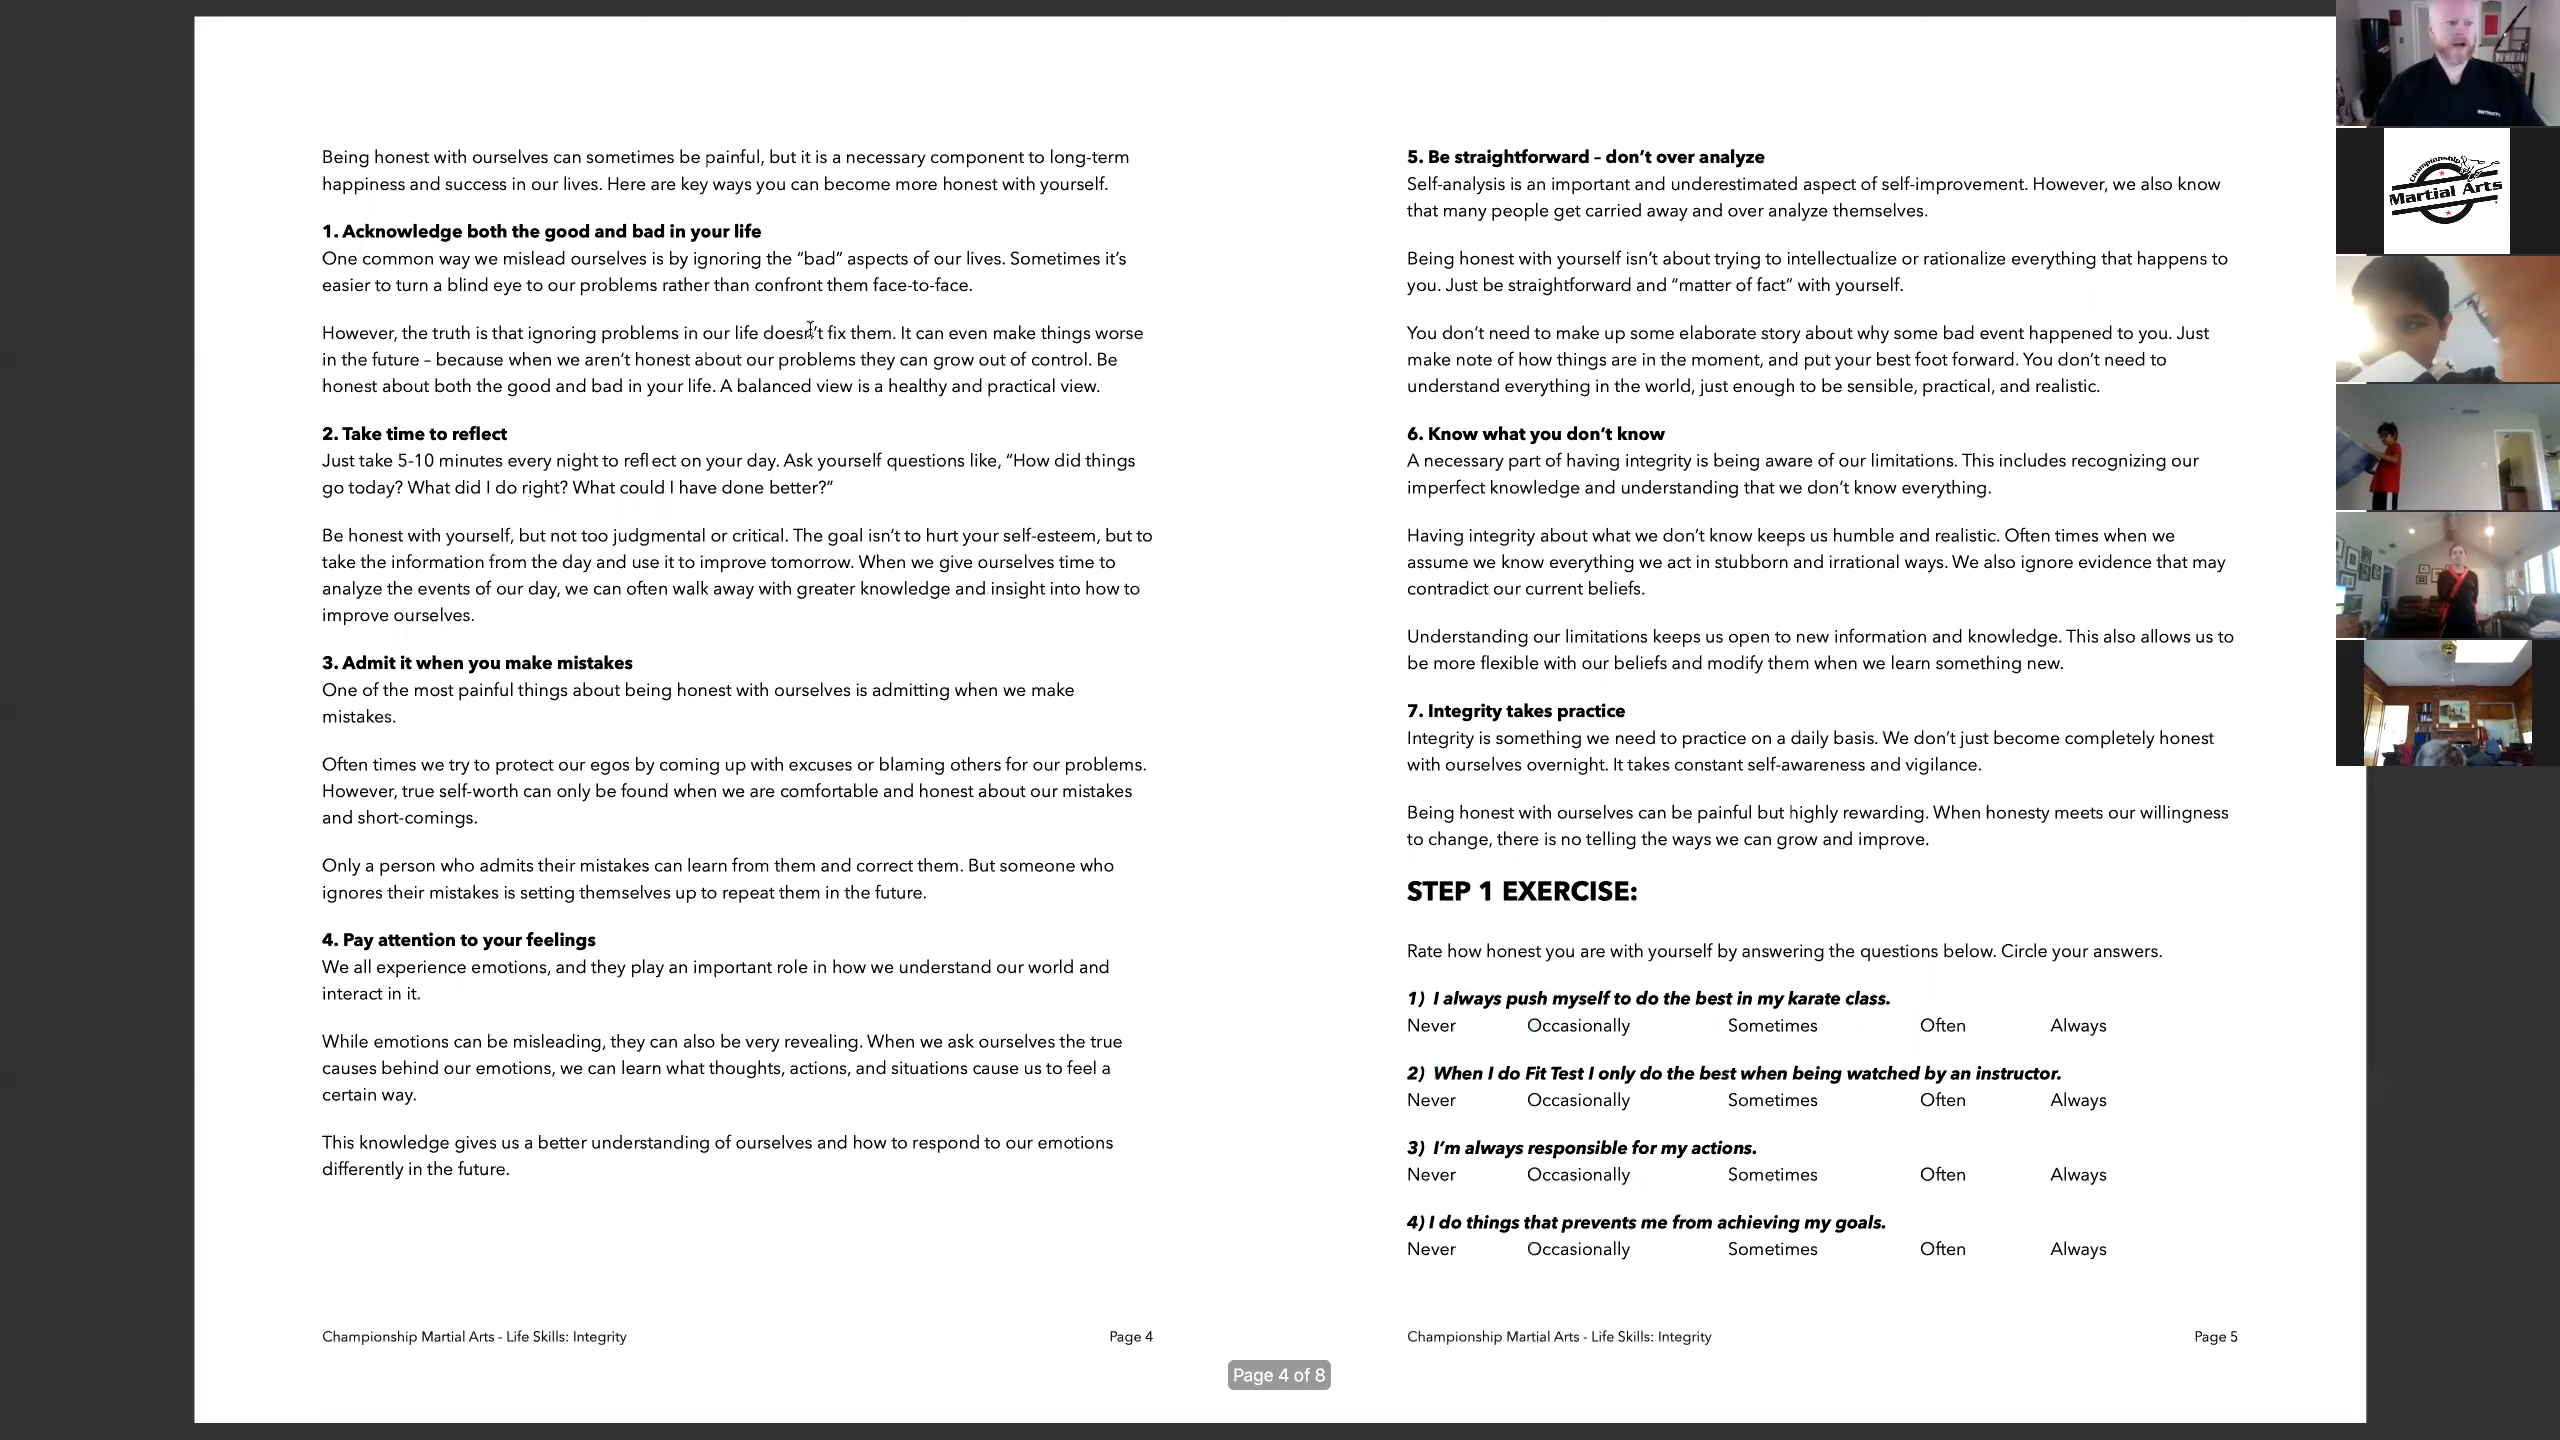 Being honest with ourselves can sometimes be painful, but it is a necessary component to long-term
happiness and success in our lives. Here are key ways you can become more honest with yourself.
1. Acknowledge both the good and bad in your life
One common way we mislead ourselves is by ignoring the “bad” aspects of our lives. Sometimes it’s
easier to turn a blind eye to our problems rather than confront them face-to-face.
However, the truth is that ignoring problems in our life doesn’t fix them. It can even make things worse
in the future – because when we aren’t honest about our problems they can grow out of control. Be
honest about both the good and bad in your life. A balanced view is a healthy and practical view.
2. Take time to reflect
Just take 5-10 minutes every night to reflect on your day. Ask yourself questions like, “How did things
go today? What did I do right? What could I have done better?”
Be honest with yourself, but not too judgmental or critical. The goal isn’t to hurt your self-esteem, but to
take the information from the day and use it to improve tomorrow. When we give ourselves time to
analyze the events of our day, we can often walk away with greater knowledge and insight into how to
improve ourselves.
3. Admit it when you make mistakes
One of the most painful things about being honest with ourselves is admitting when we make
mistakes.
Often times we try to protect our egos by coming up with excuses or blaming others for our problems.
However, true self-worth can only be found when we are comfortable and honest about our mistakes
and short-comings.
Only a person who admits their mistakes can learn from them and correct them. But someone who
ignores their mistakes is setting themselves up to repeat them in the future.
4. Pay attention to your feelings
We all experience emotions, and they play an important role in how we understand our world and
interact in it.
While emotions can be misleading, they can also be very revealing. When we ask ourselves the true
causes behind our emotions, we can learn what thoughts, actions, and situations cause us to feel a
certain way.
This knowledge gives us a better understanding of ourselves and how to respond to our emotions
differently in the future.
Championship Martial Arts - Life Skills: Integrity Page 4
5. Be straightforward – don’t over analyze
Self-analysis is an important and underestimated aspect of self-improvement. However, we also know
that many people get carried away and over analyze themselves.
Being honest with yourself isn’t about trying to intellectualize or rationalize everything that happens to
you. Just be straightforward and “matter of fact” with yourself.
You don’t need to make up some elaborate story about why some bad event happened to you. Just
make note of how things are in the moment, and put your best foot forward. You don’t need to
understand everything in the world, just enough to be sensible, practical, and realistic.
6. Know what you don’t know
A necessary part of having integrity is being aware of our limitations. This includes recognizing our
imperfect knowledge and understanding that we don’t know everything.
Having integrity about what we don’t know keeps us humble and realistic. Often times when we
assume we know everything we act in stubborn and irrational ways. We also ignore evidence that may
contradict our current beliefs.
Understanding our limitations keeps us open to new information and knowledge. This also allows us to
be more flexible with our beliefs and modify them when we learn something new.
7. Integrity takes practice
Integrity is something we need to practice on a daily basis. We don’t just become completely honest
with ourselves overnight. It takes constant self-awareness and vigilance.
Being honest with ourselves can be painful but highly rewarding. When honesty meets our willingness
to change, there is no telling the ways we can grow and improve.
STEP 1 EXERCISE:
Rate how honest you are with yourself by answering the questions below. Circle your answers.
1) I always push myself to do the best in my karate class.
Never Occasionally Sometimes Often Always
2) When I do Fit Test I only do the best when being watched by an instructor.
Never Occasionally Sometimes Often Always
3) I’m always responsible for my actions.
Never Occasionally Sometimes Often Always
4) I do things that prevents me from achieving my goals.
Never Occasionally Sometimes Often Always
Championship Martial Arts - Life Skills: Integrity Page 5
Page 4 of 8
Championship
Martial Arts